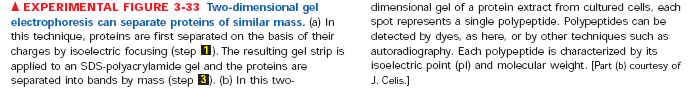 ▲ EXPERIMENTAL FIGURE 3-33 Two-dimensional gel
electrophoresis can separate proteins of similar mass. (a) In
this technique, proteins are first separated on the basis of their
charges by isoelectric focusing (step 1). The resulting gel strip is
applied to an SDS-polyacrylamide gel and the proteins are
separated into bands by mass (step 3). (b) In this two-
dimensional gel of a protein extract from cultured cells, each
spot represents a single polypeptide. Polypeptides can be
detected by dyes, as here, or by other techniques such as
autoradiography. Each polypeptide is characterized by its
isoelectric point (pI) and molecular weight. [Part (b) courtesy of
J. Celis.]